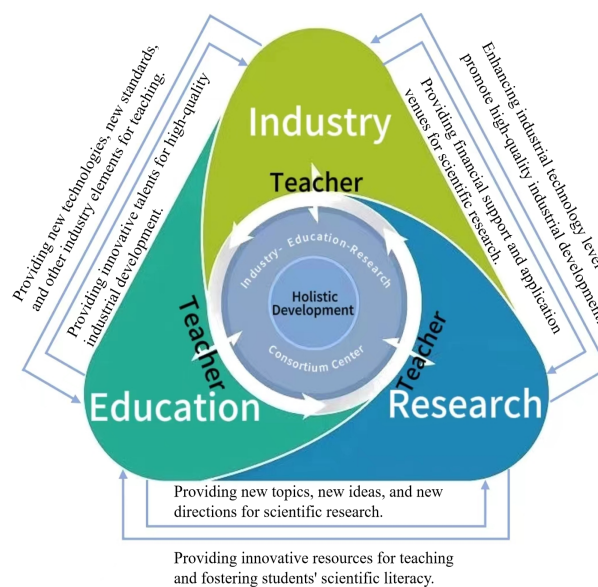 Providing new technologies, new standards,
and other industry elements for teaching.
Providing innovative talents for high-quality
industrial development.
Enhancing industrial technology level
promote high-quality industrial development.
Providing financial support and application
venues for scientific research.
Industry
Teacher
Industry- Education-Research
Holistic
Development
Consortium Center
Teacher
Teacher
Education
Research
Providing new topics, new ideas, and new
directions for scientific research.
Providing innovative resources for teaching
and fostering students' scientific literacy.